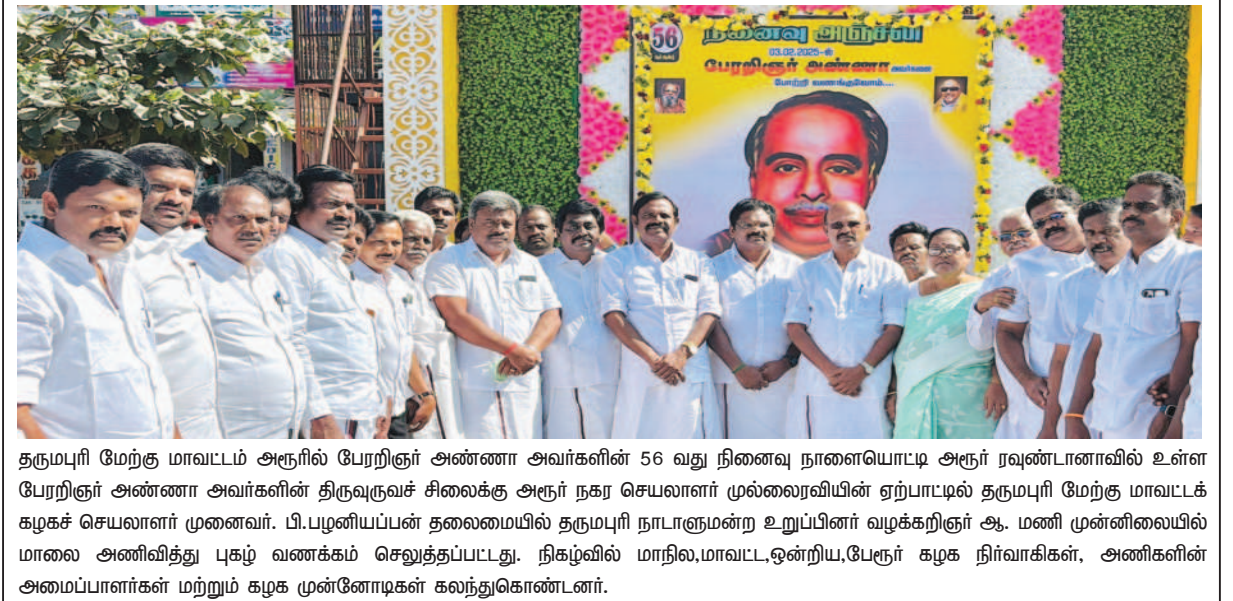 56
நினைவு அஞ்சலி
03.02.2025-ல்
பேரறிஞர் அண்ணா அவர்களை
போற்றி வணங்குவோம்....
தருமபுரி மேற்கு மாவட்டம் அரூரில் பேரறிஞர் அண்ணா அவர்களின் 56 வது நினைவு நாளையொட்டி அரூர் ரவுண்டானாவில் உள்ள
பேரறிஞர் அண்ணா அவர்களின் திருவுருவச் சிலைக்கு அரூர் நகர செயலாளர் முல்லைரவியின் ஏற்பாட்டில் தருமபுரி மேற்கு மாவட்டக்
கழகச் செயலாளர் முனைவர். பி.பழனியப்பன் தலைமையில் தருமபுரி நாடாளுமன்ற உறுப்பினர் வழக்கறிஞர் ஆ. மணி முன்னிலையில்
மாலை அணிவித்து புகழ் வணக்கம் செலுத்தப்பட்டது. நிகழ்வில் மாநில,மாவட்ட,ஒன்றிய,பேரூர் கழக நிர்வாகிகள், அணிகளின்
அமைப்பாளர்கள் மற்றும் கழக முன்னோடிகள் கலந்துகொண்டனர்.